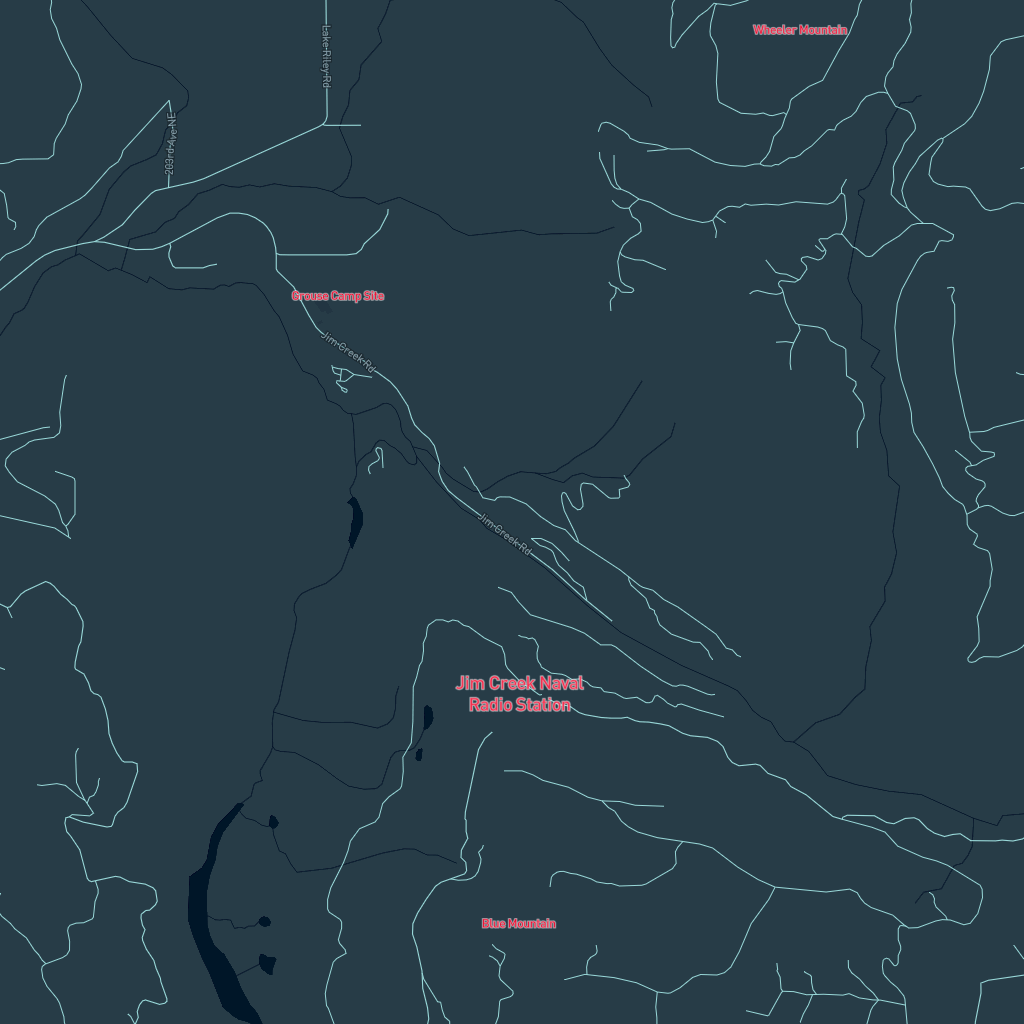 Wheeler Mountain
Lake Riley Rd
203rd Ave NE
Grouse Camp Site
Jim Creek Rd
Jim Creek Rd
Jim Creek Naval
Radio Station
Blue Mountain